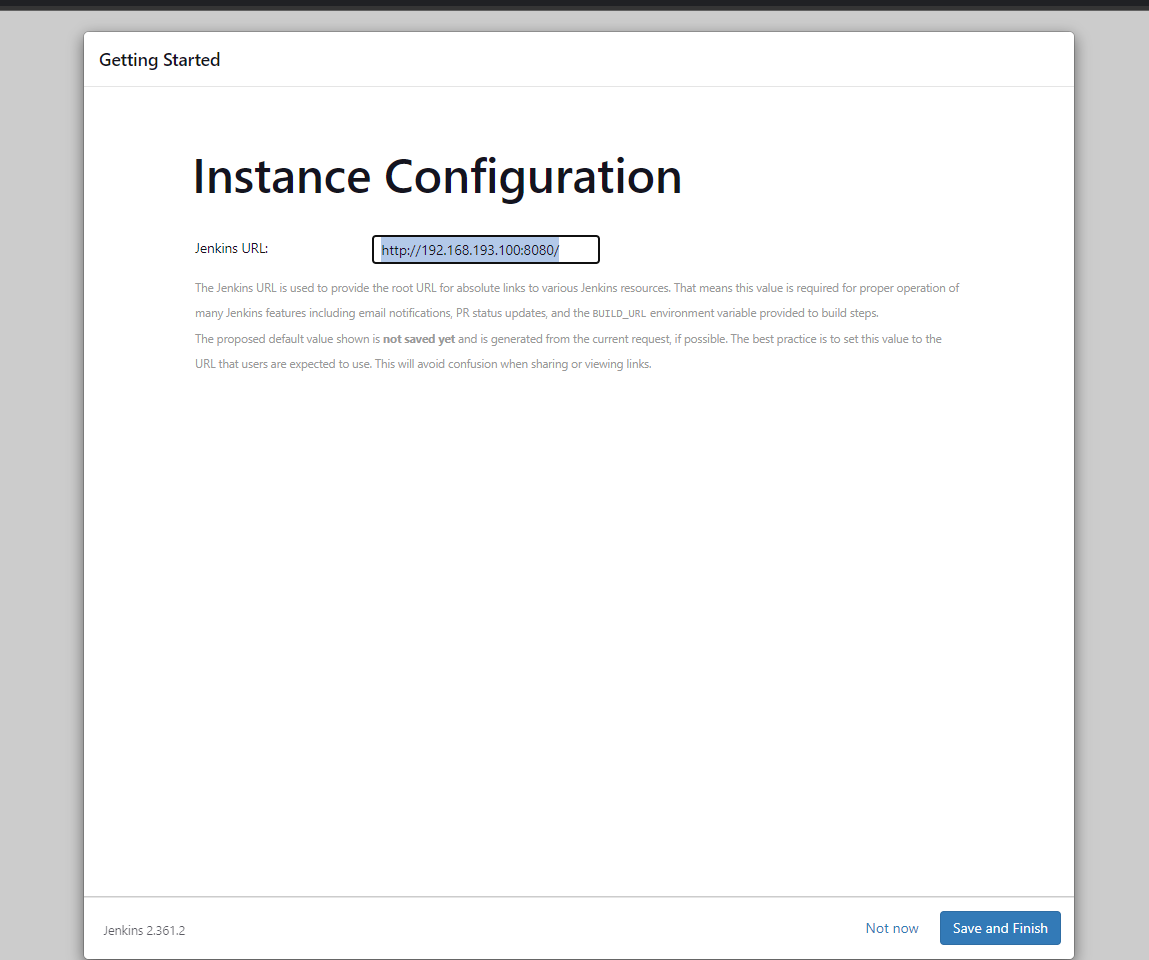 Getting Started
Instance Configuration
Jenkins URL:
http://192.168.193.100:8080/
The Jenkins URL is used to provide the root URL for absolute links to various Jenkins resources. That means this value is required for proper operation of
many Jenkins features including email notifications, PR status updates, and the BUILD_URL environment variable provided to build steps.
The proposed default value shown is not saved yet and is generated from the current request, if possible. The best practice is to set this value to the
URL that users are expected to use. This will avoid confusion when sharing or viewing links.
Jenkins 2.361.2
Not now
Save and Finish